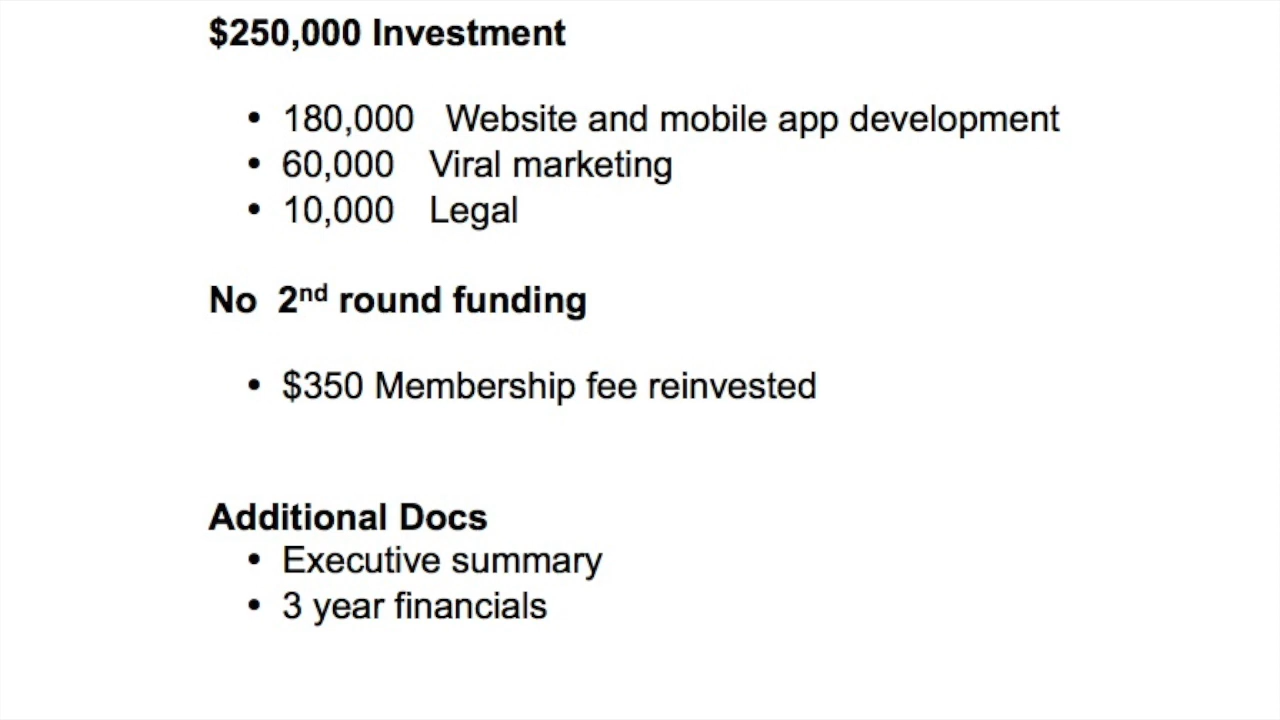 $250,000 Investment
• 180,000 Website and mobile app development
• 60,000 Viral marketing
• 10,000 Legal
No 2nd round funding
• $350 Membership fee reinvested
Additional Docs
• Executive summary
• 3 year financials